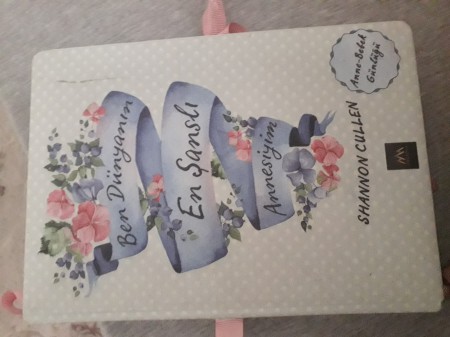 Anne-Bebek
Günlüğü
Ben Dünyanın
En Şanslı
Annesiyim
SHANNON CULLEN